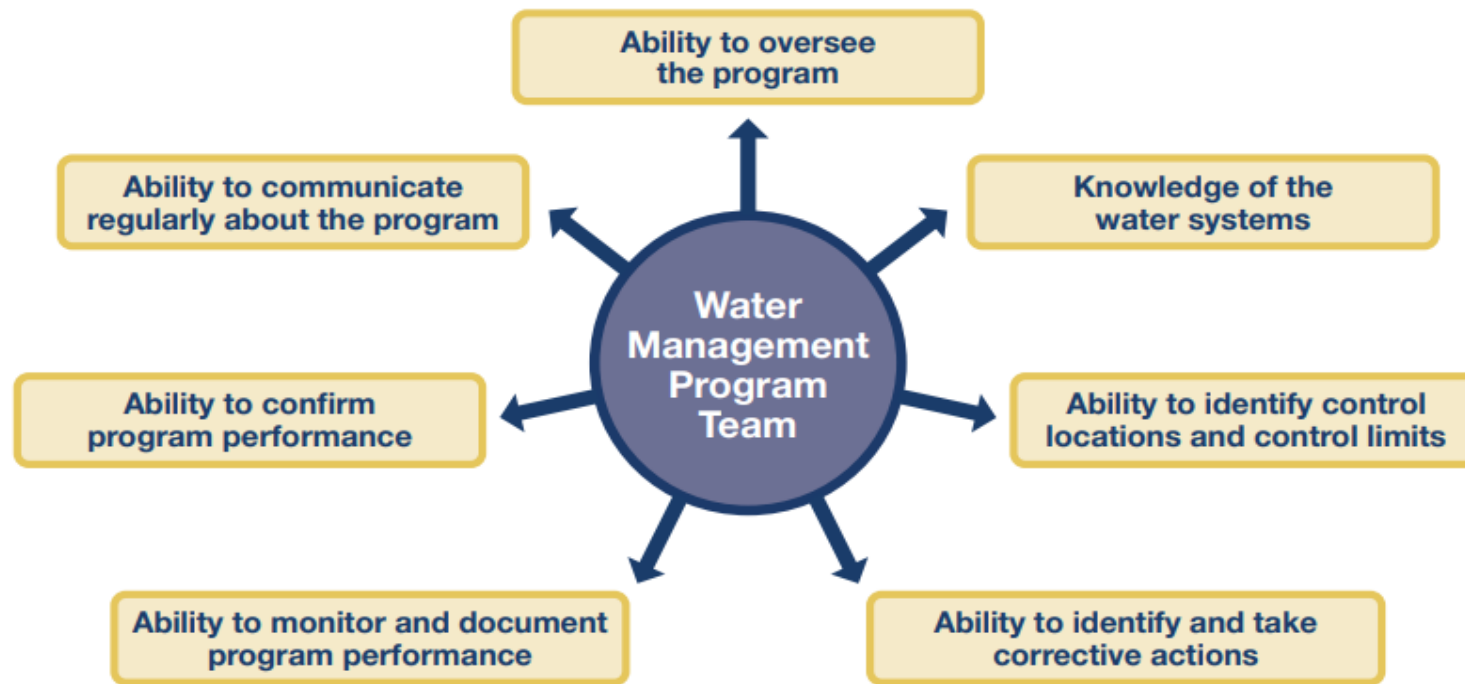 Ability to oversee
the program
Ability to communicate
regularly about the program
Knowledge of the
water systems
Water
Management
Program
Team
Ability to confirm
program performance
Ability to identify control
locations and control limits
Ability to monitor and document
program performance
Ability to identify and take
corrective actions